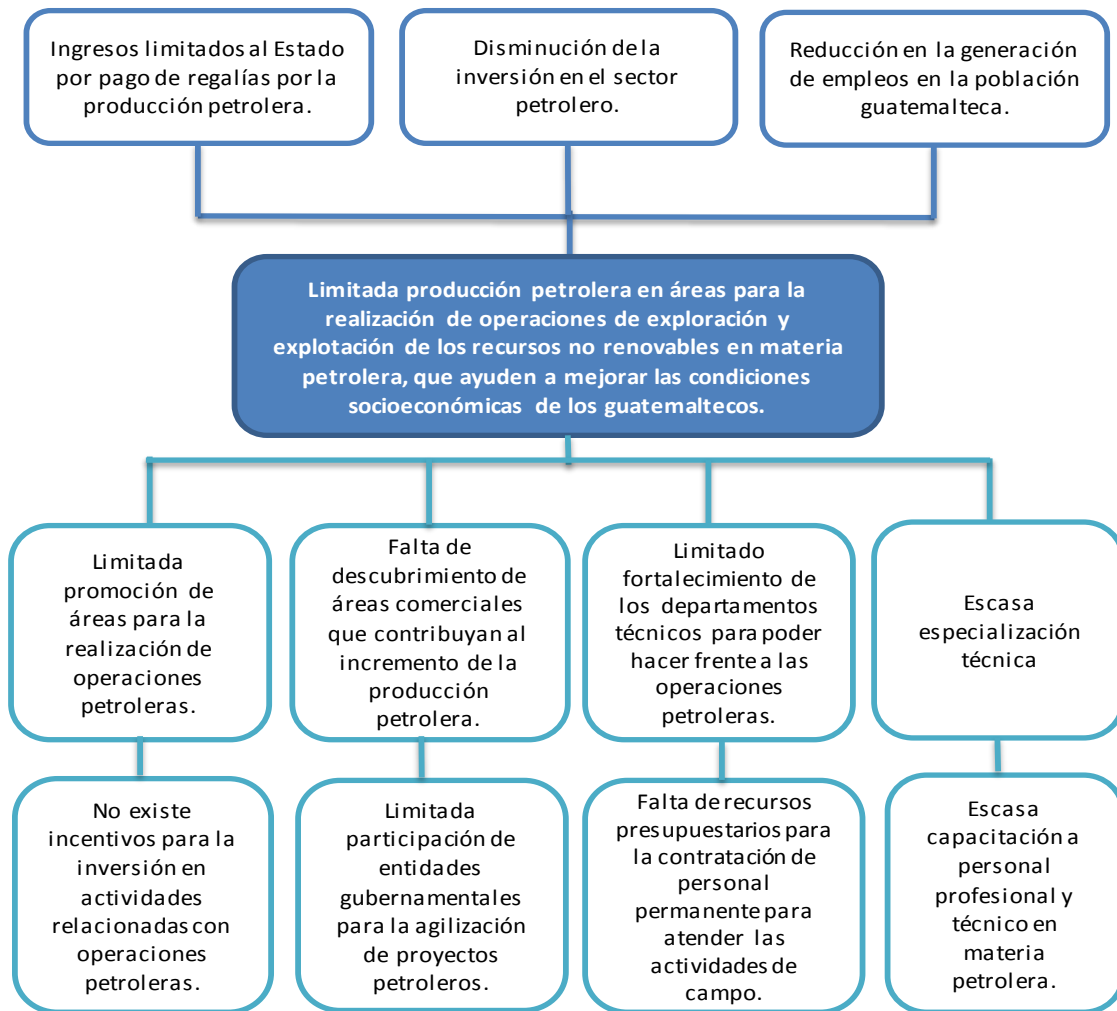 Ingresos limitados al Estado
por pago de regalías por la
producción petrolera.
Disminución de la
inversión en el sector
petrolero.
Reducción en la generación
de empleos en la población
guatemalteca.
Limitada producción petrolera en áreas para la
realización de operaciones de exploración y
explotación de los recursos no renovables en materia
petrolera, que ayuden a mejorar las condiciones
socioeconómicas de los guatemaltecos.
Limitada
promoción de
áreas para la
realización de
operaciones
petroleras.
Falta de
descubrimiento de
áreas comerciales
que contribuyan al
incremento de la
producción
petrolera.
Limitado
fortalecimiento de
los departamentos
técnicos para poder
hacer frente a las
operaciones
petroleras.
Escasa
especialización
técnica
No existe
incentivos para la
inversión en
actividades
relacionadas con
operaciones
petroleras.
Limitada
participación de
entidades
gubernamentales
para la agilización
de proyectos
petroleros.
Falta de recursos
presupuestarios para
la contratación de
personal
permanente para
atender las
actividades de
campo.
Escasa
capacitación a
personal
profesional y
técnico en
materia
petrolera.